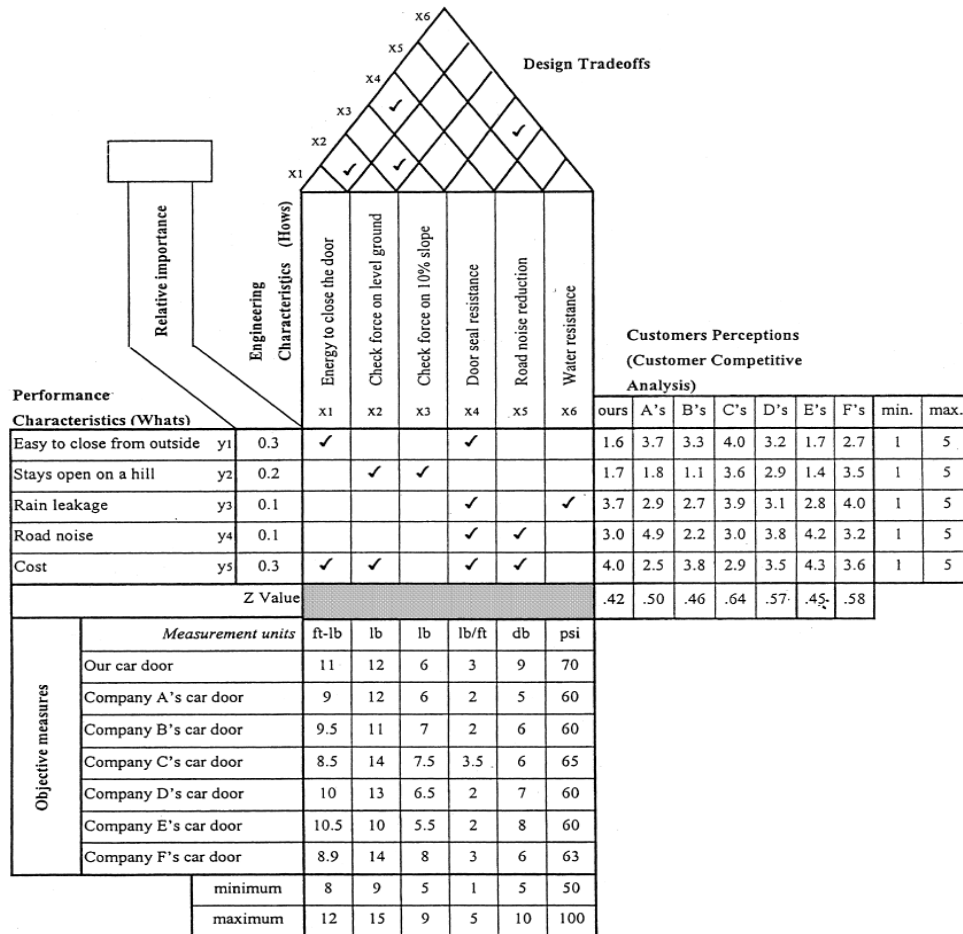 X6
X5
Design Tradeoffs
X4
✓
X3
✓
X2
✓ ✓
X1
Relative importance
Engineering
Characteristics (Hows)
Energy to close the door
Check force on level ground
Check force on 10% slope
Door seal resistance
Road noise reduction
Water resistance
Customers Perceptions
(Customer Competitive
Analysis)
Performance
Characteristics (Whats)
x1 x2 x3 x4 x5 x6 ours A's B's C's D's E's F's min. max.
Easy to close from outside y1 0.3 ✓ ✓ 1.6 3.7 3.3 4.0 3.2 1.7 2.7 1 5
Stays open on a hill y2 0.2 ✓ ✓ 1.7 1.8 1.1 3.6 2.9 1.4 3.5 1 5
Rain leakage y3 0.1 ✓ ✓ 3.7 2.9 2.7 3.9 3.1 2.8 4.0 1 5
Road noise y4 0.1 ✓ ✓ 3.0 4.9 2.2 3.0 3.8 4.2 3.2 1 5
Cost y5 0.3 ✓ ✓ ✓ ✓ 4.0 2.5 3.8 2.9 3.5 4.3 3.6 1 5
Z Value .42 .50 .46 .64 .57 .45 .58
Objective measures
Measurement units ft-lb lb lb lb/ft db psi
Our car door 11 12 6 3 9 70
Company A's car door 9 12 6 2 5 60
Company B's car door 9.5 11 7 2 6 60
Company C's car door 8.5 14 7.5 3.5 6 65
Company D's car door 10 13 6.5 2 7 60
Company E's car door 10.5 10 5.5 2 8 60
Company F's car door 8.9 14 8 3 6 63
minimum 8 9 5 1 5 50
maximum 12 15 9 5 10 100